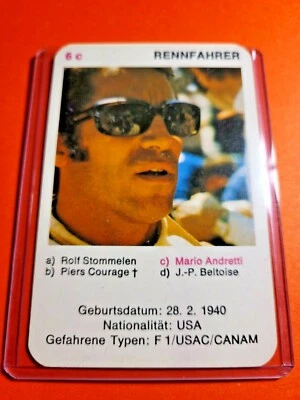 6 c RENNFAHRER
a) Rolf Stommelen c) Mario Andretti
b) Piers Courage † d) J.-P. Beltoise
Geburtsdatum: 28. 2. 1940
Nationalität: USA
Gefahrene Typen: F 1/USAC/CANAM